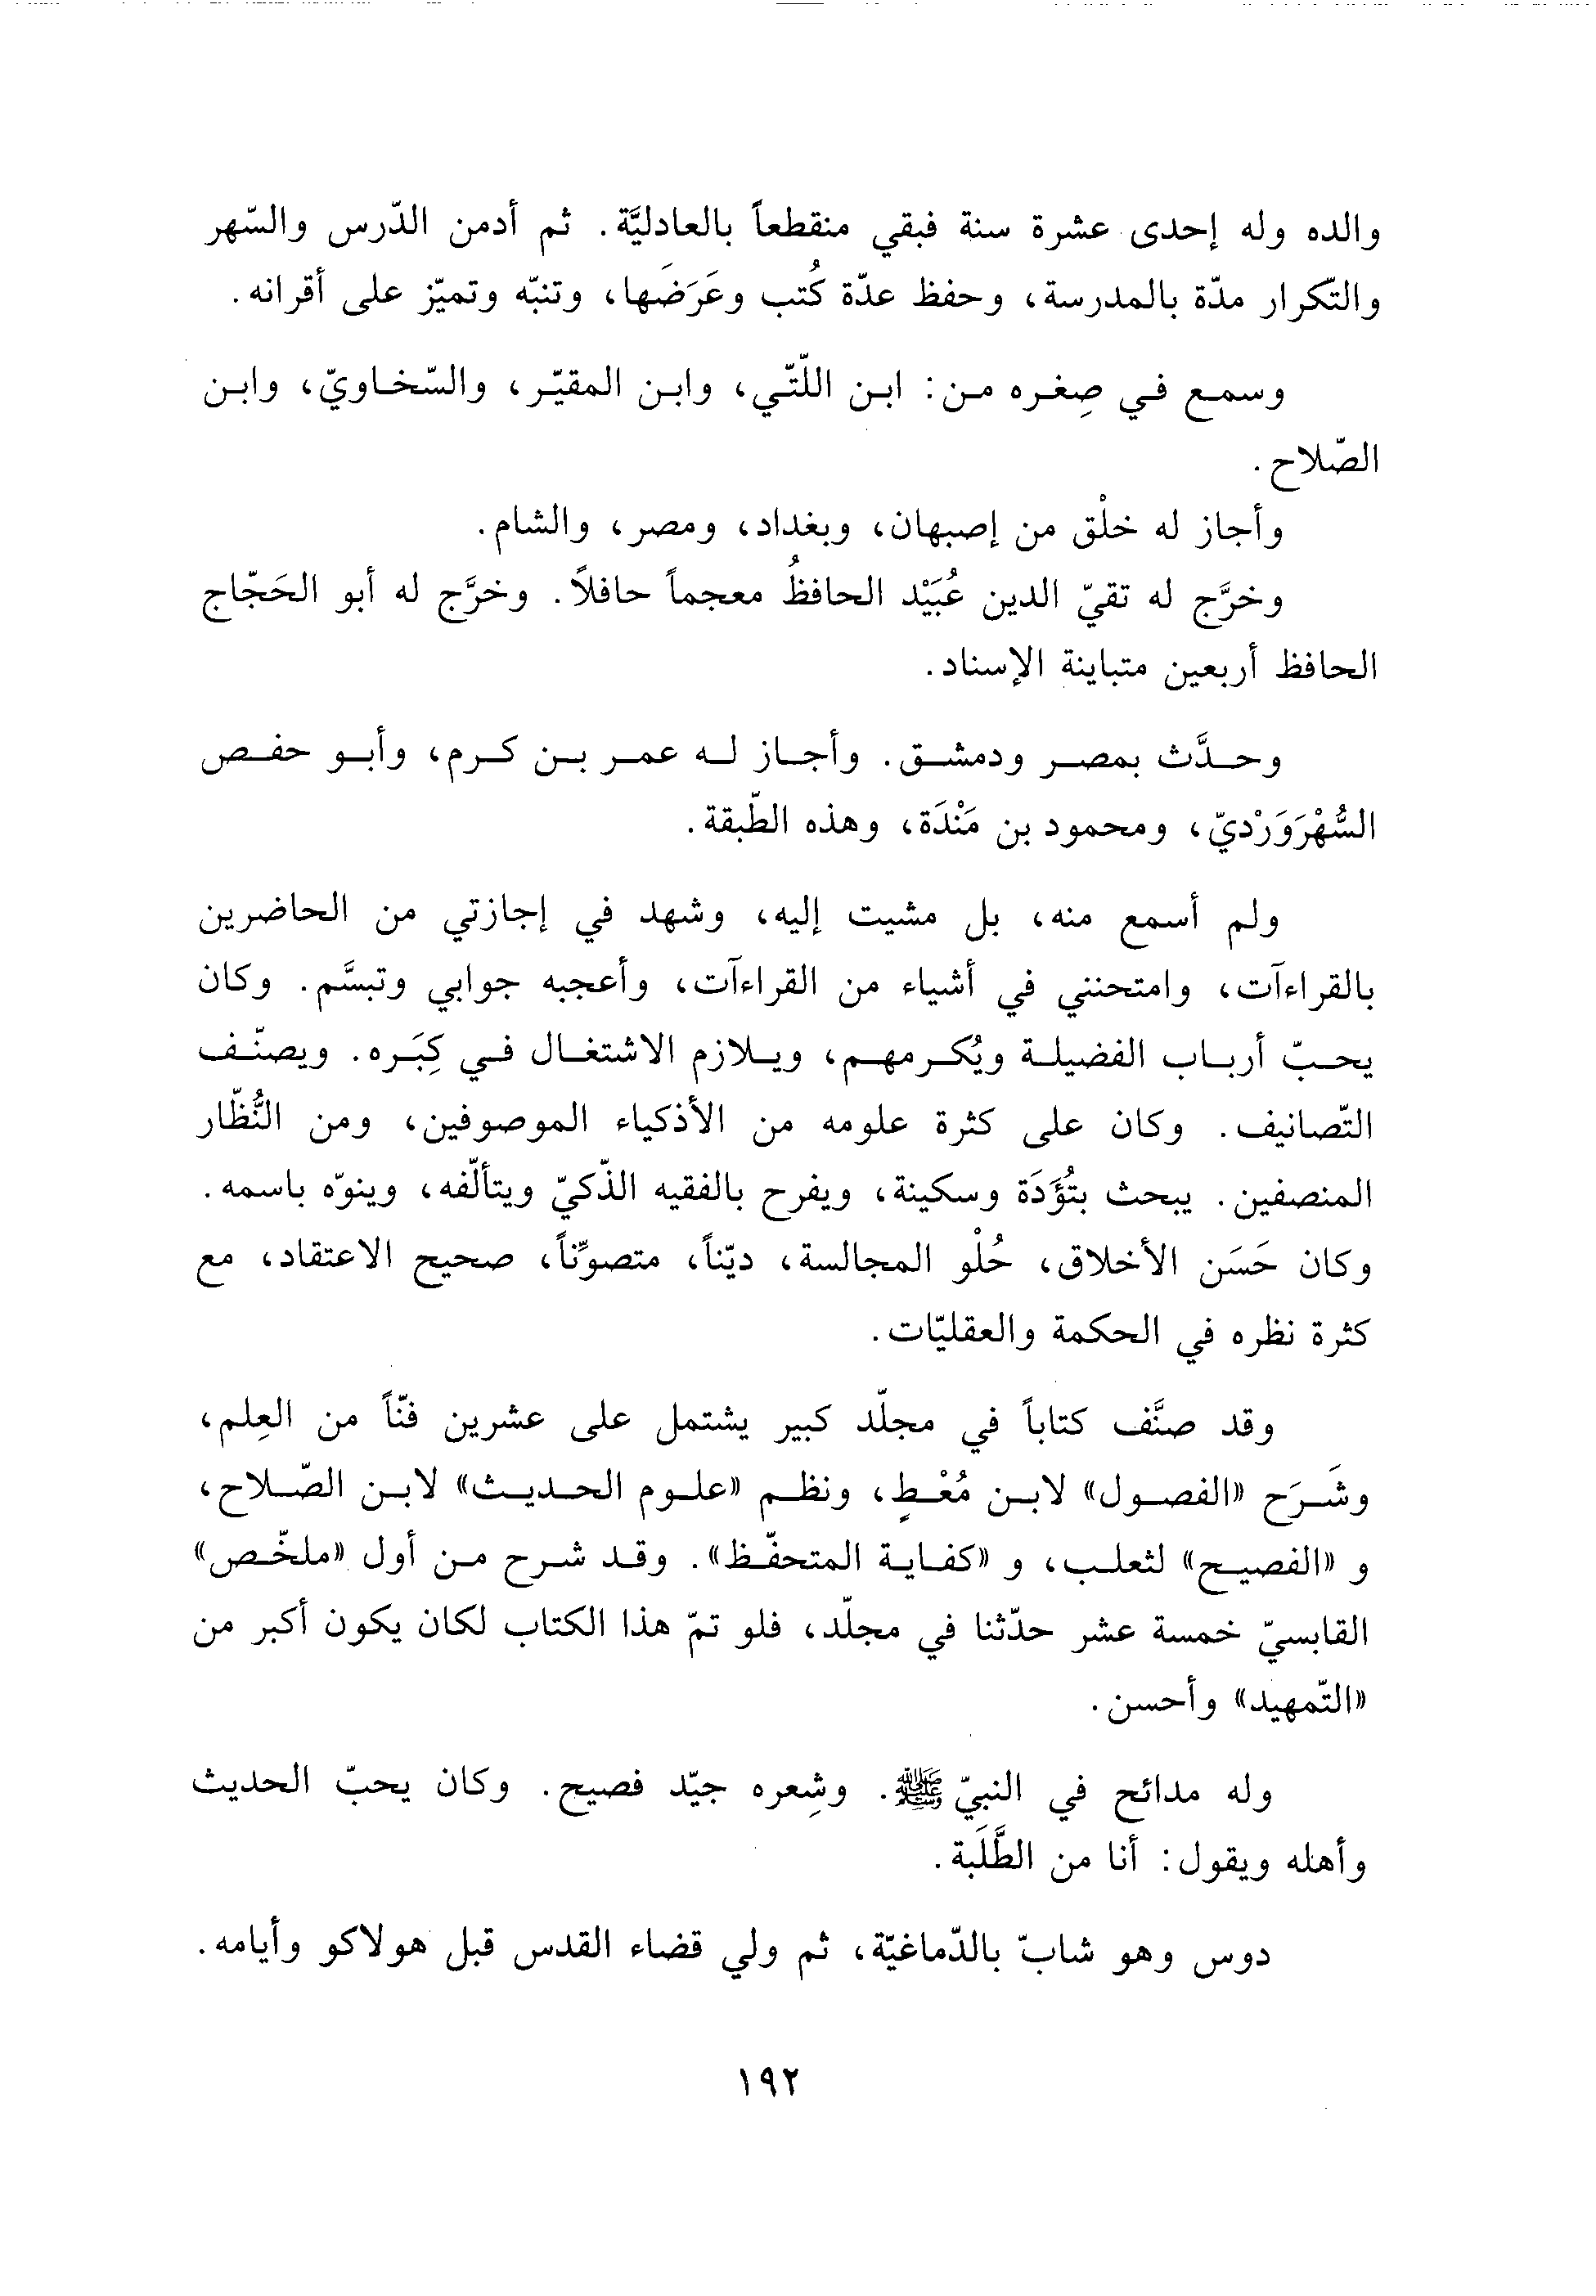 والده وله إحدى عشرة سنة فبقي منقطعاً بالعادليَّة. ثم أدمن الدّرس والسّهر
والتّكرار مدّة بالمدرسة، وحفظ عدّة كُتب وعَرَضَها، وتنبّه وتميّز على أقرانه.
وسمع في صِغره من: ابن اللّتّي، وابن المقيّر، والسّخاويّ، وابن
الصّلاح.
وأجاز له خلْق من إصبهان، وبغداد، ومصر، والشام.
وخرَّج له تقيّ الدين عُبَيْد الحافظُ معجماً حافلاً. وخرَّج له أبو الحَجّاج
الحافظ أربعين متباينة الإسناد.
وحدَّث بمصر ودمشق. وأجاز له عمر بن كرم، وأبو حفص
السُّهْرَوَرْديّ، ومحمود بن مَنْدَة، وهذه الطّبقة.
ولم أسمع منه، بل مشيت إليه، وشهد في إجازتي من الحاضرين
بالقراءآت، وامتحنني في أشياء من القراءآت، وأعجبه جوابي وتبسَّم. وكان
يحبّ أرباب الفضيلة ويُكرمهم، ويلازم الاشتغال في كِبَره. ويصنّف
التّصانيف. وكان على كثرة علومه من الأذكياء الموصوفين، ومن النُّظّار
المنصفين. يبحث بتُؤَدَة وسكينة، ويفرح بالفقيه الذّكيّ ويتألّفه، وينوّه باسمه.
وكان حَسَن الأخلاق، حُلْو المجالسة، ديّناً، متصوِّناً، صحيح الاعتقاد، مع
كثرة نظره في الحكمة والعقليّات.
وقد صنَّف كتاباً في مجلّد كبير يشتمل على عشرين فنّاً من العِلم،
وشَرَح «الفصول» لابن مُعْطٍ، ونظم «علوم الحديث» لابن الصّلاح،
و «الفصيح» لثعلب، و «كفاية المتحفّظ». وقد شرح من أول «ملخّص»
القابسيّ خمسة عشر حدّثنا في مجلّد، فلو تمّ هذا الكتاب لكان يكون أكبر من
«التّمهيد» وأحسن.
وله مدائح في النبيّ ﷺ. وشِعره جيّد فصيح. وكان يحبّ الحديث
وأهله ويقول: أنا من الطَّلَبة.
دوس وهو شابّ بالدّماغيّة، ثم ولي قضاء القدس قبل هولاكو وأيامه.
١٩٢